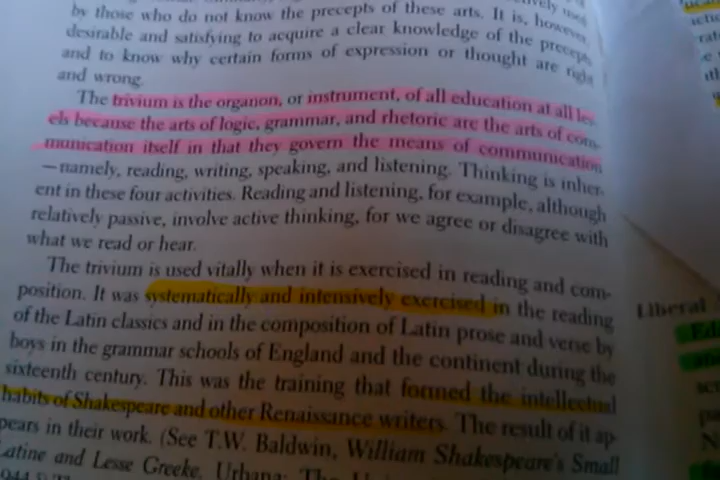 by those who do not know the precepts of these arts. It is, however,
desirable and satisfying to acquire a clear knowledge of the precepts
and to know why certain forms of expression or thought are right
and wrong.
The trivium is the organon, or instrument, of all education at all lev-
els because the arts of logic, grammar, and rhetoric are the arts of com-
munication itself in that they govern the means of communication
—namely, reading, writing, speaking, and listening. Thinking is inher-
ent in these four activities. Reading and listening, for example, although
relatively passive, involve active thinking, for we agree or disagree with
what we read or hear.
The trivium is used vitally when it is exercised in reading and com-
position. It was systematically and intensively exercised in the reading
of the Latin classics and in the composition of Latin prose and verse by
boys in the grammar schools of England and the continent during the
sixteenth century. This was the training that formed the intellectual
habits of Shakespeare and other Renaissance writers. The result of it ap-
pears in their work. (See T.W. Baldwin, William Shakespeare's Small
Latine and Lesse Greeke. Urbana: The
Liberal